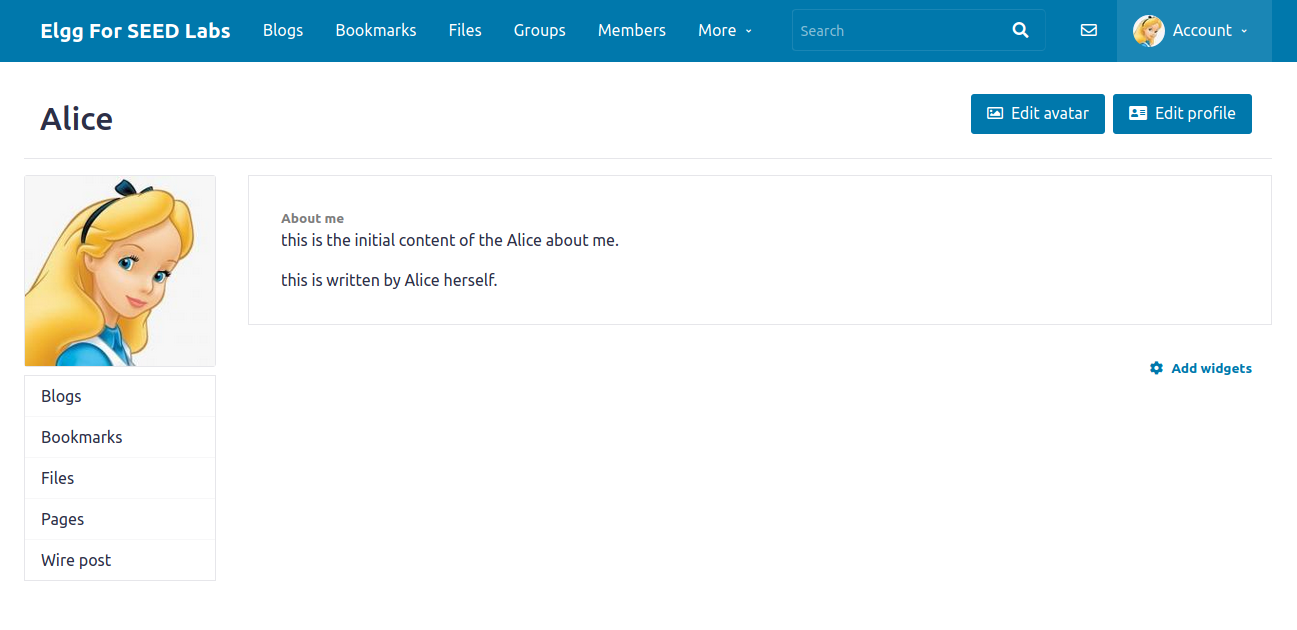 Elgg For SEED Labs Blogs Bookmarks Files Groups Members More Search Account
Alice Edit avatar Edit profile
About me
this is the initial content of the Alice about me.
this is written by Alice herself.
Add widgets
Blogs
Bookmarks
Files
Pages
Wire post